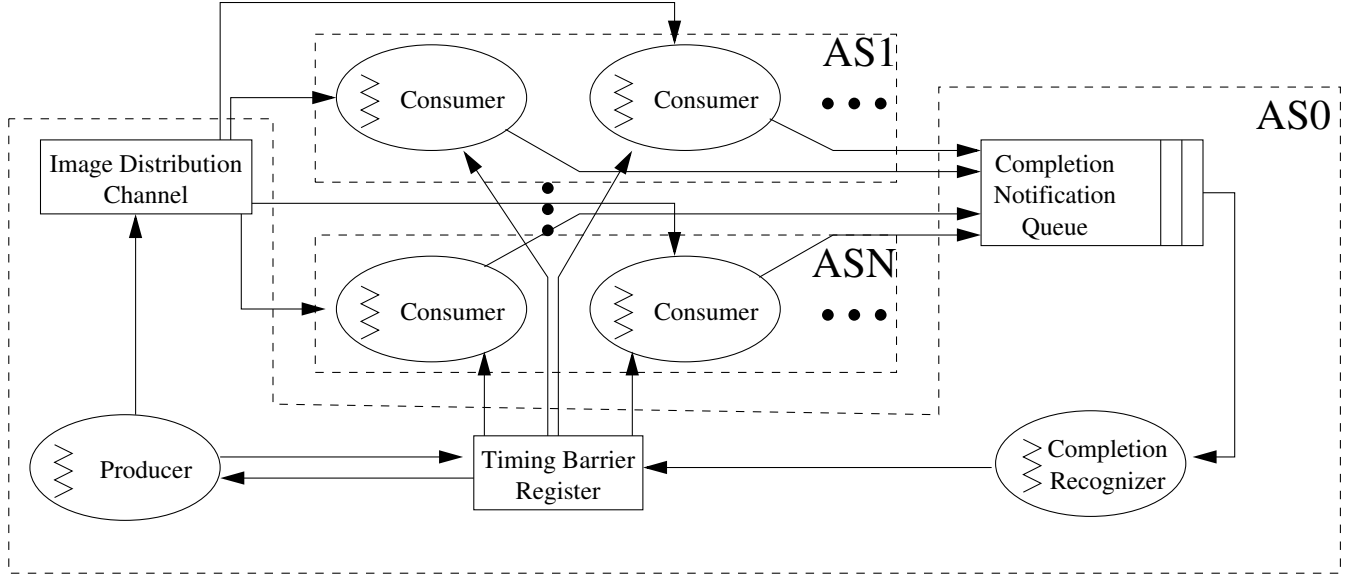 AS1
Consumer
Consumer
AS0
Image Distribution
Channel
Completion
Notification
Queue
ASN
Consumer
Consumer
Producer
Timing Barrier
Register
Completion
Recognizer